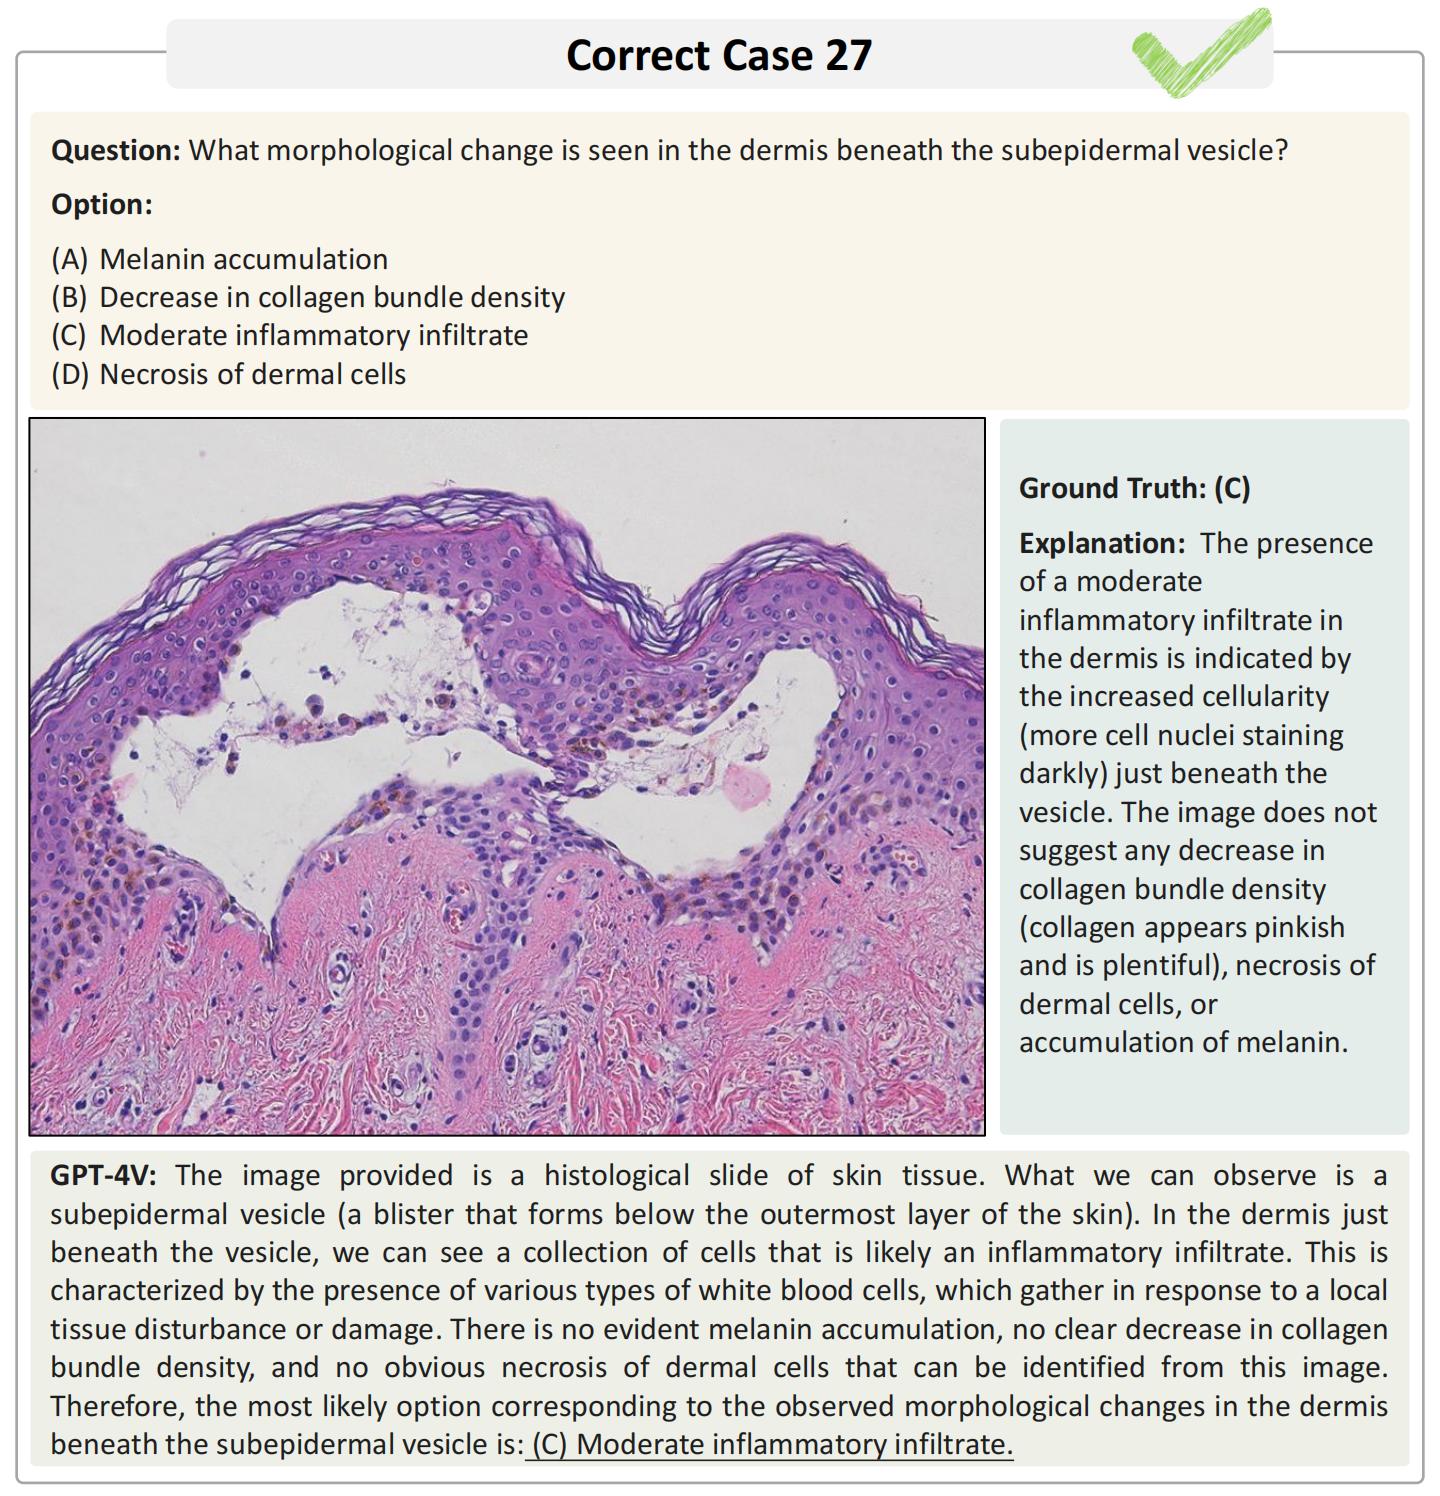 Correct Case 27
Question: What morphological change is seen in the dermis beneath the subepidermal vesicle?
Option:
(A) Melanin accumulation
(B) Decrease in collagen bundle density
(C) Moderate inflammatory infiltrate
(D) Necrosis of dermal cells
Ground Truth: (C)
Explanation: The presence
of a moderate
inflammatory infiltrate in
the dermis is indicated by
the increased cellularity
(more cell nuclei staining
darkly) just beneath the
vesicle. The image does not
suggest any decrease in
collagen bundle density
(collagen appears pinkish
and is plentiful), necrosis of
dermal cells, or
accumulation of melanin.
GPT-4V: The image provided is a histological slide of skin tissue. What we can observe is a
subepidermal vesicle (a blister that forms below the outermost layer of the skin). In the dermis just
beneath the vesicle, we can see a collection of cells that is likely an inflammatory infiltrate. This is
characterized by the presence of various types of white blood cells, which gather in response to a local
tissue disturbance or damage. There is no evident melanin accumulation, no clear decrease in collagen
bundle density, and no obvious necrosis of dermal cells that can be identified from this image.
Therefore, the most likely option corresponding to the observed morphological changes in the dermis
beneath the subepidermal vesicle is: (C) Moderate inflammatory infiltrate.